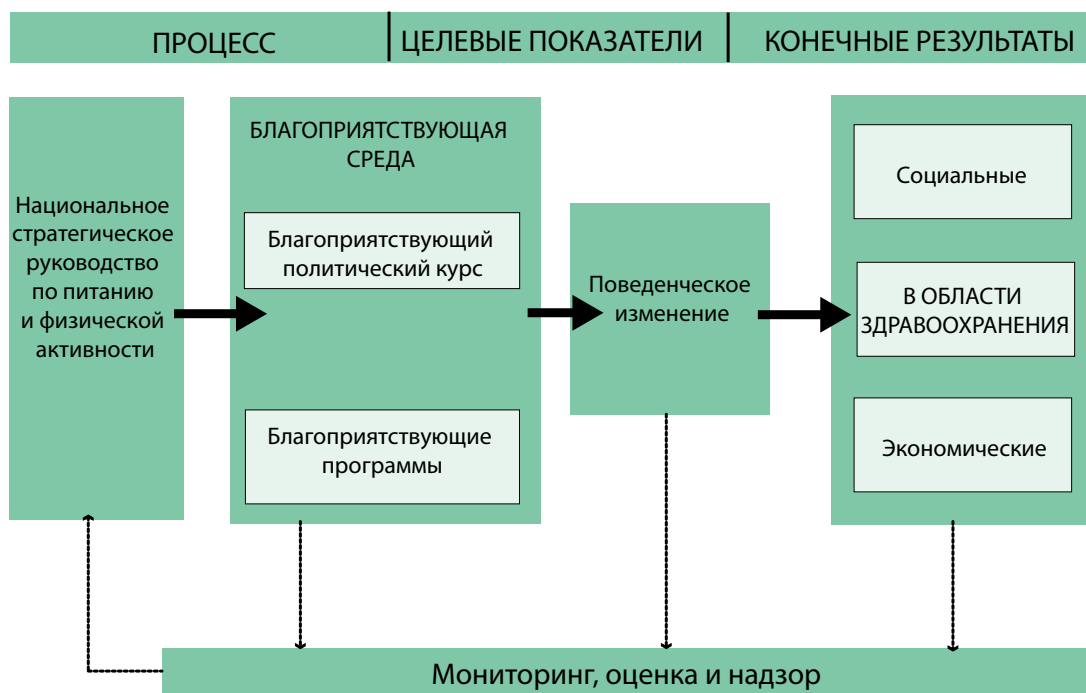 ПРОЦЕСС
ЦЕЛЕВЫЕ ПОКАЗАТЕЛИ
КОНЕЧНЫЕ РЕЗУЛЬТАТЫ
Национальное
стратегическое
руководство
по питанию
и физической
активности
БЛАГОПРИЯТСТВУЮЩАЯ
СРЕДА
Благоприятствующий
политический курс
Благоприятствующие
программы
Поведенческое
изменение
Социальные
В ОБЛАСТИ
ЗДРАВООХРАНЕНИЯ
Экономические
Мониторинг, оценка и надзор